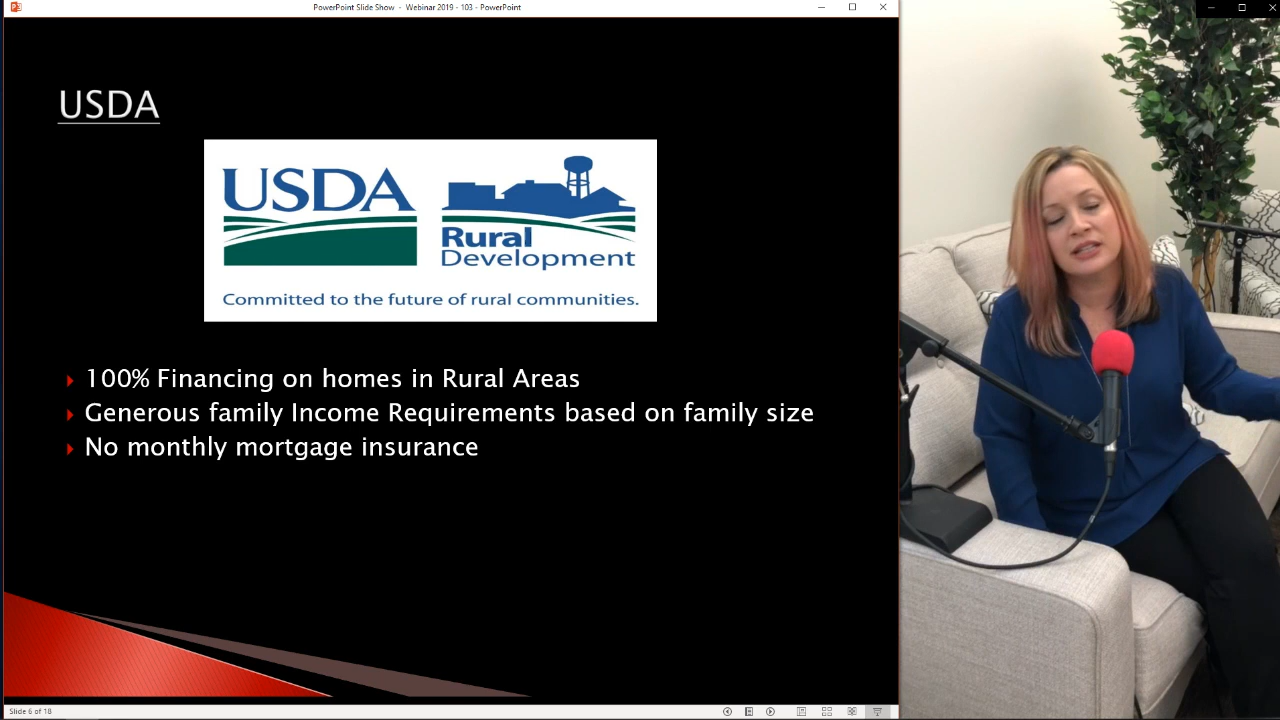 PowerPoint Slide Show - Webinar 2019 - 103 - PowerPoint
USDA
USDA
Rural
Development
Committed to the future of rural communities.
100% Financing on homes in Rural Areas
Generous family Income Requirements based on family size
No monthly mortgage insurance
Slide 6 of 18